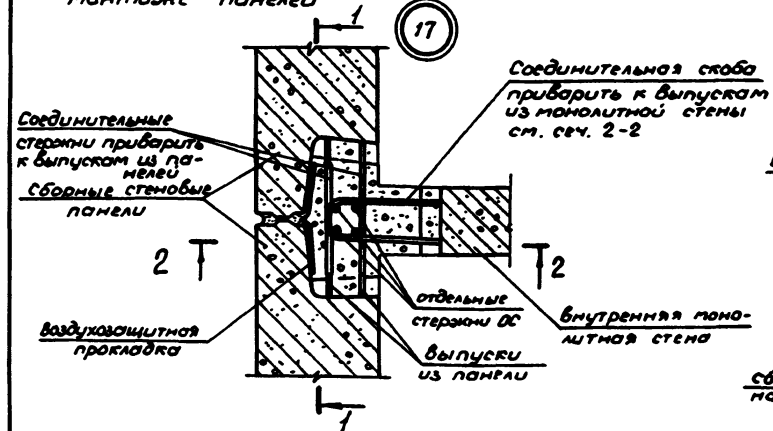 монтаже панелей
1
17
Соединительная скоба
приварить к выпускам
из монолитной стены
см. сеч. 2-2
Соединительные
стержни приварить
к выпускам из па-
нелей
Сборные стеновые
панели
2
2
отдельные
стержни ОС
Внутренняя моно-
литная стена
Воздухозащитная
прокладка
выпуски
из панели
1